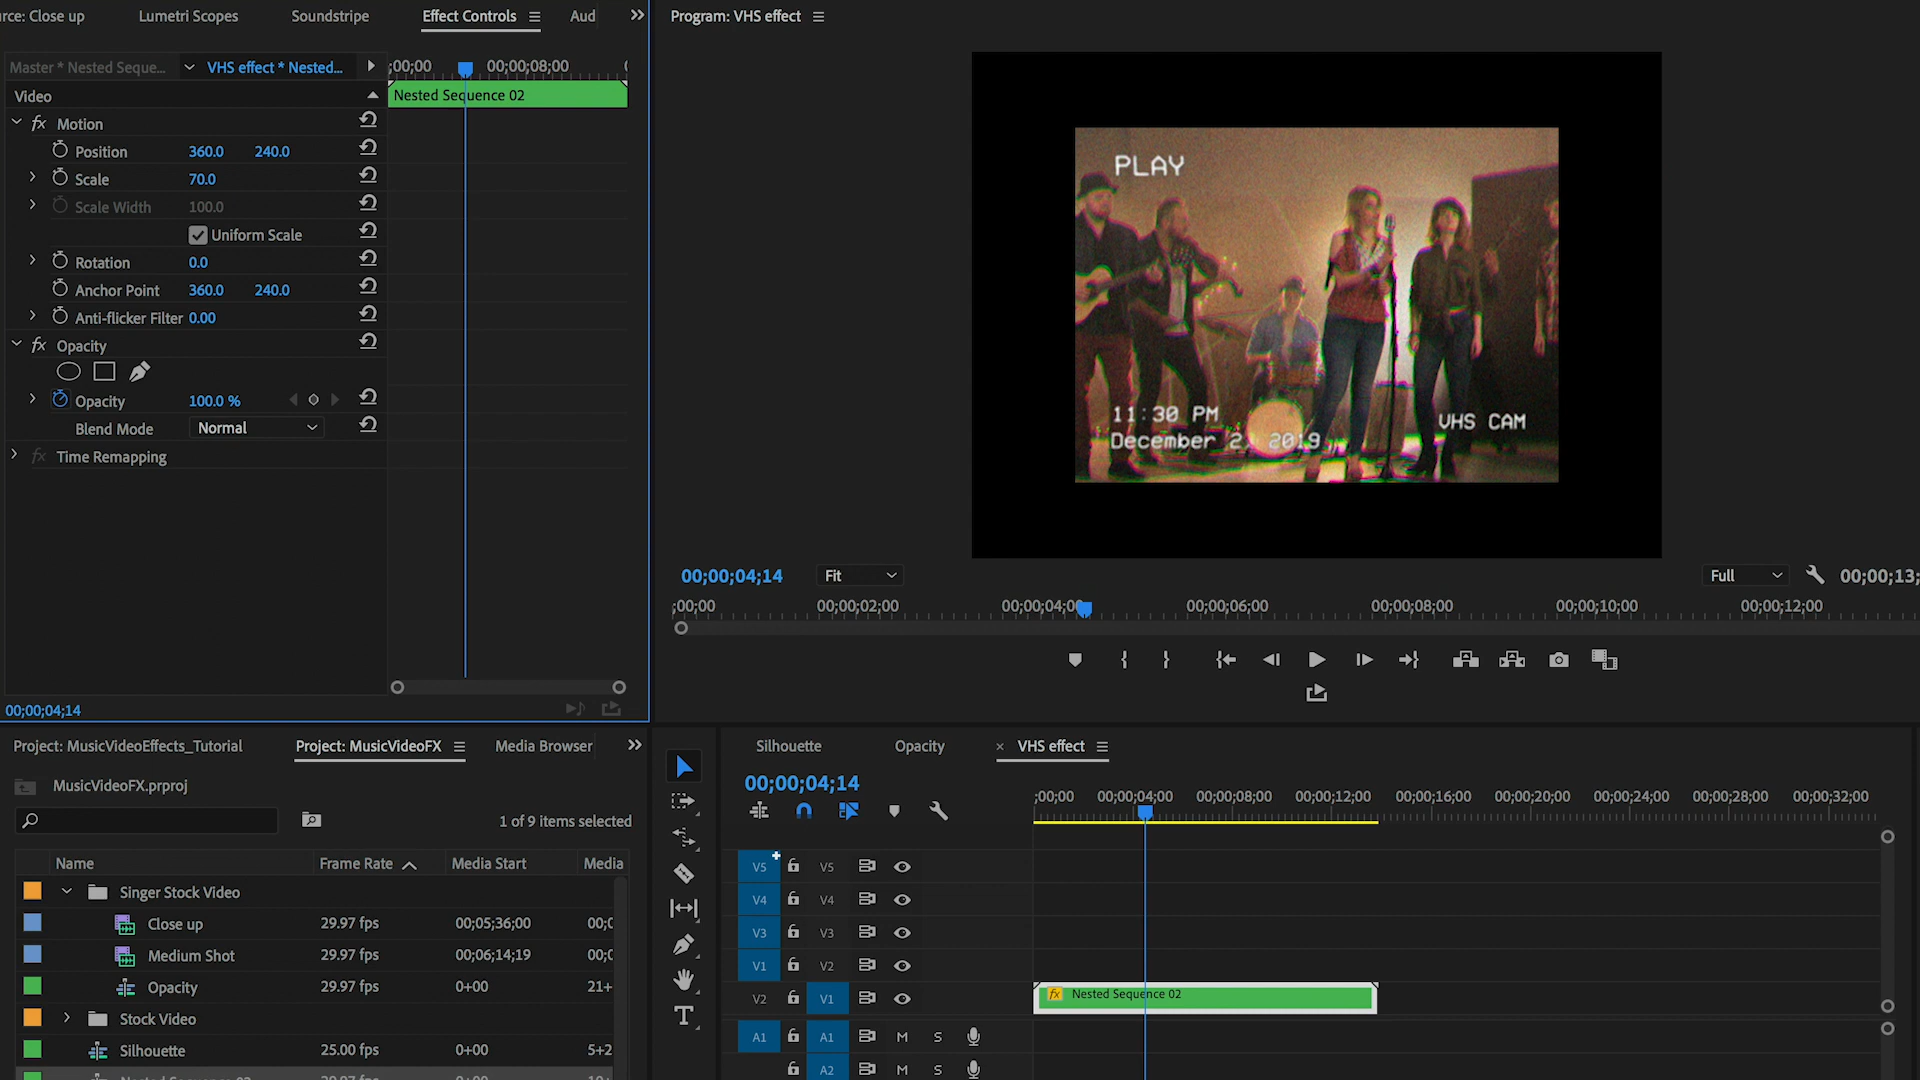 rce: Close up
Lumetri Scopes
Soundstripe
Effect Controls
Aud
Program: VHS effect
Master * Nested Seque...
VHS effect * Nested...
;00;00
00;00;08;00
Video
Nested Sequence 02
fx Motion
Position 360.0 240.0
Scale 70.0
Scale Width 100.0
Uniform Scale
Rotation 0.0
Anchor Point 360.0 240.0
Anti-flicker Filter 0.00
fx Opacity
Opacity 100.0 %
Blend Mode Normal
fx Time Remapping
00;00;04;14
PLAY
11:30 PM
December 2, 2019
VHS CAM
00;00;04;14
Fit
Full
00;00;13;
;00;00 00;00;02;00 00;00;04;00 00;00;06;00 00;00;08;00 00;00;10;00 00;00;12;00
Project: MusicVideoEffects_Tutorial
Project: MusicVideoFX
Media Browser
MusicVideoFX.prproj
1 of 9 items selected
Name Frame Rate Media Start Media
Singer Stock Video
Close up 29.97 fps 00;05;36;00 00;0
Medium Shot 29.97 fps 00;06;14;19 00;0
Opacity 29.97 fps 0+00 21+
Stock Video
Silhouette 25.00 fps 0+00 5+2
T
Silhouette
Opacity
× VHS effect
00;00;04;14
;00;00 00;00;04;00 00;00;08;00 00;00;12;00 00;00;16;00 00;00;20;00 00;00;24;00 00;00;28;00 00;00;32;00
V5 V5
V4 V4
V3 V3
V1 V2
V2 V1
fx Nested Sequence 02
A1 A1 M S
A2 M S